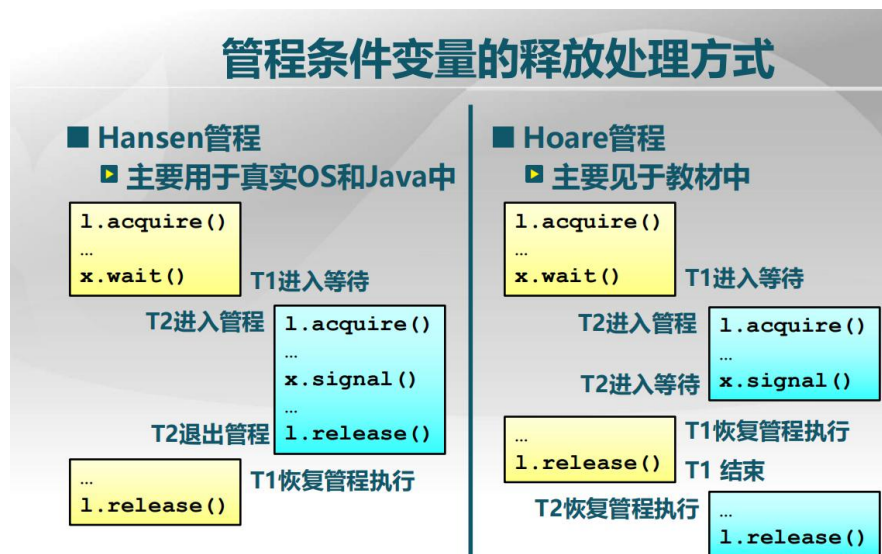 管程条件变量的释放处理方式
Hansen管程
主要用于真实OS和Java中
l.acquire()
...
x.wait()
T1进入等待
T2进入管程
l.acquire()
...
x.signal()
...
T2退出管程
l.release()
...
T1恢复管程执行
l.release()
Hoare管程
主要见于教材中
l.acquire()
...
x.wait()
T1进入等待
T2进入管程
l.acquire()
...
T2进入等待
x.signal()
...
T1恢复管程执行
l.release()
T1 结束
T2恢复管程执行
...
l.release()